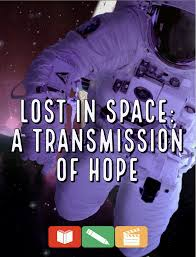 LOST IN SPACE:
A TRANSMISSION
OF HOPE